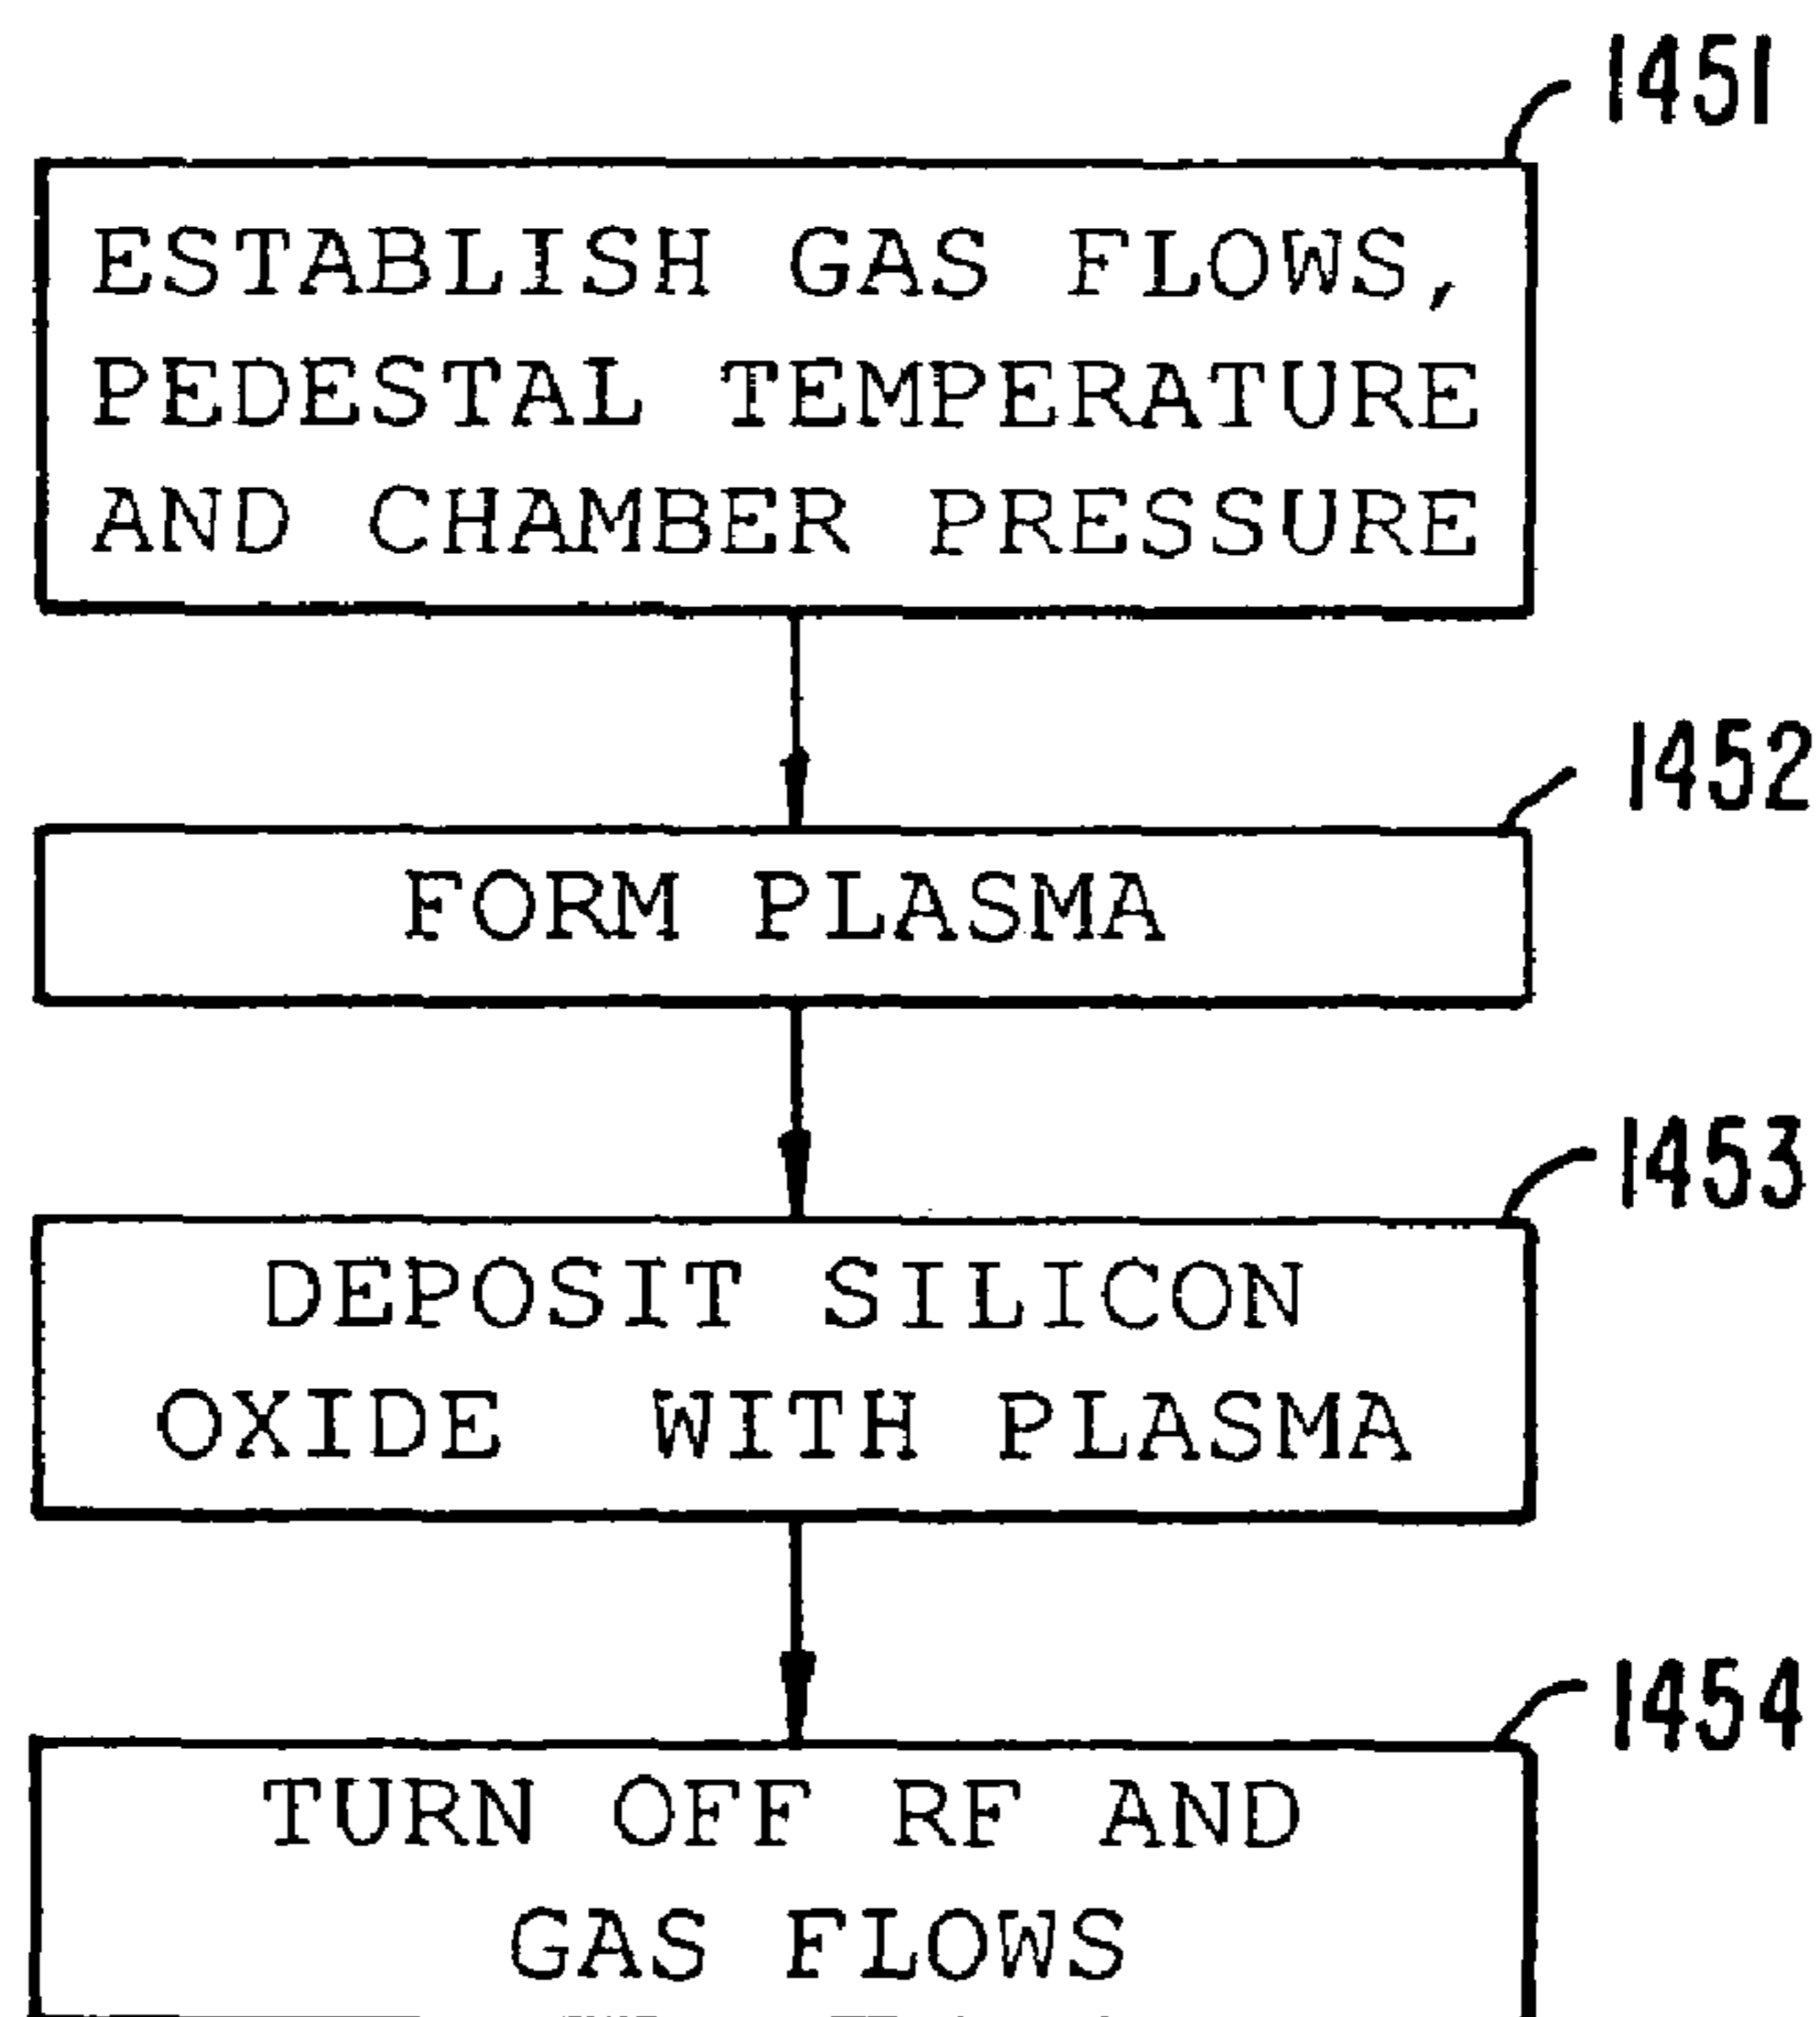 1451
ESTABLISH GAS FLOWS,
PEDESTAL TEMPERATURE
AND CHAMBER PRESSURE
1452
FORM PLASMA
1453
DEPOSIT SILICON
OXIDE WITH PLASMA
1454
TURN OFF RF AND
GAS FLOWS